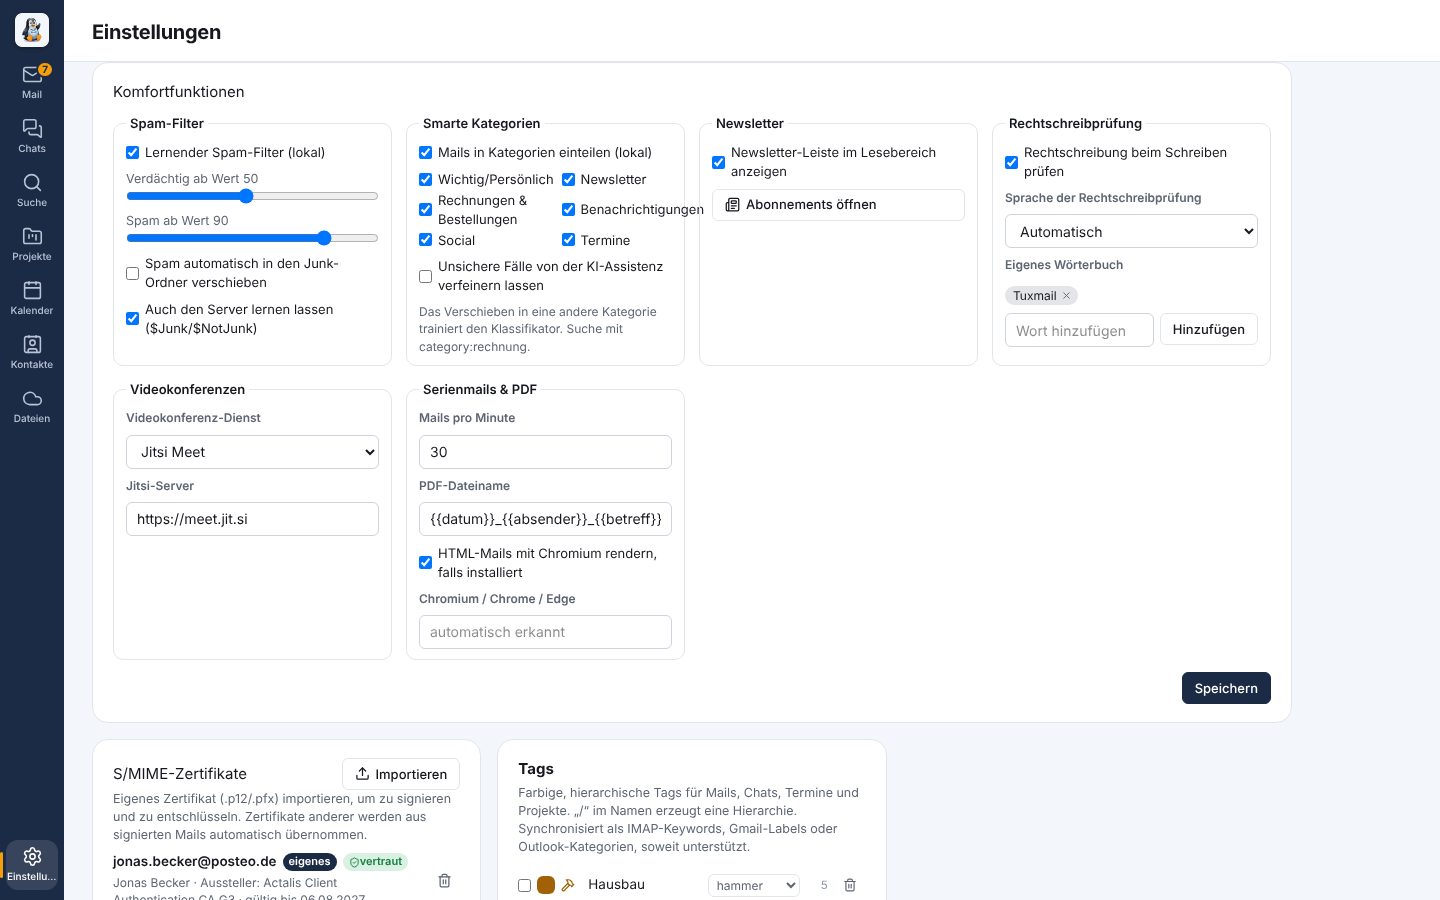 Einstellungen
7
Mail
Chats
Suche
Projekte
Kalender
Kontakte
Dateien
Einstellu...
Komfortfunktionen
Spam-Filter
Lernender Spam-Filter (lokal)
Verdächtig ab Wert 50
Spam ab Wert 90
Spam automatisch in den Junk-
Ordner verschieben
Auch den Server lernen lassen
($Junk/$NotJunk)
Smarte Kategorien
Mails in Kategorien einteilen (lokal)
Wichtig/Persönlich
Newsletter
Rechnungen &
Bestellungen
Benachrichtigungen
Social
Termine
Unsichere Fälle von der KI-Assistenz
verfeinern lassen
Das Verschieben in eine andere Kategorie
trainiert den Klassifikator. Suche mit
category:rechnung.
Newsletter
Newsletter-Leiste im Lesebereich
anzeigen
Abonnements öffnen
Rechtschreibprüfung
Rechtschreibung beim Schreiben
prüfen
Sprache der Rechtschreibprüfung
Automatisch
Eigenes Wörterbuch
Tuxmail ×
Wort hinzufügen
Hinzufügen
Videokonferenzen
Videokonferenz-Dienst
Jitsi Meet
Jitsi-Server
https://meet.jit.si
Serienmails & PDF
Mails pro Minute
30
PDF-Dateiname
{{datum}}_{{absender}}_{{betreff}}
HTML-Mails mit Chromium rendern,
falls installiert
Chromium / Chrome / Edge
automatisch erkannt
Speichern
S/MIME-Zertifikate
Importieren
Eigenes Zertifikat (.p12/.pfx) importieren, um zu signieren
und zu entschlüsseln. Zertifikate anderer werden aus
signierten Mails automatisch übernommen.
jonas.becker@posteo.de eigenes vertraut
Jonas Becker · Aussteller: Actalis Client
Authentication CA G3 · gültig bis 06.08.2027
Tags
Farbige, hierarchische Tags für Mails, Chats, Termine und
Projekte. „/“ im Namen erzeugt eine Hierarchie.
Synchronisiert als IMAP-Keywords, Gmail-Labels oder
Outlook-Kategorien, soweit unterstützt.
Hausbau
hammer
5